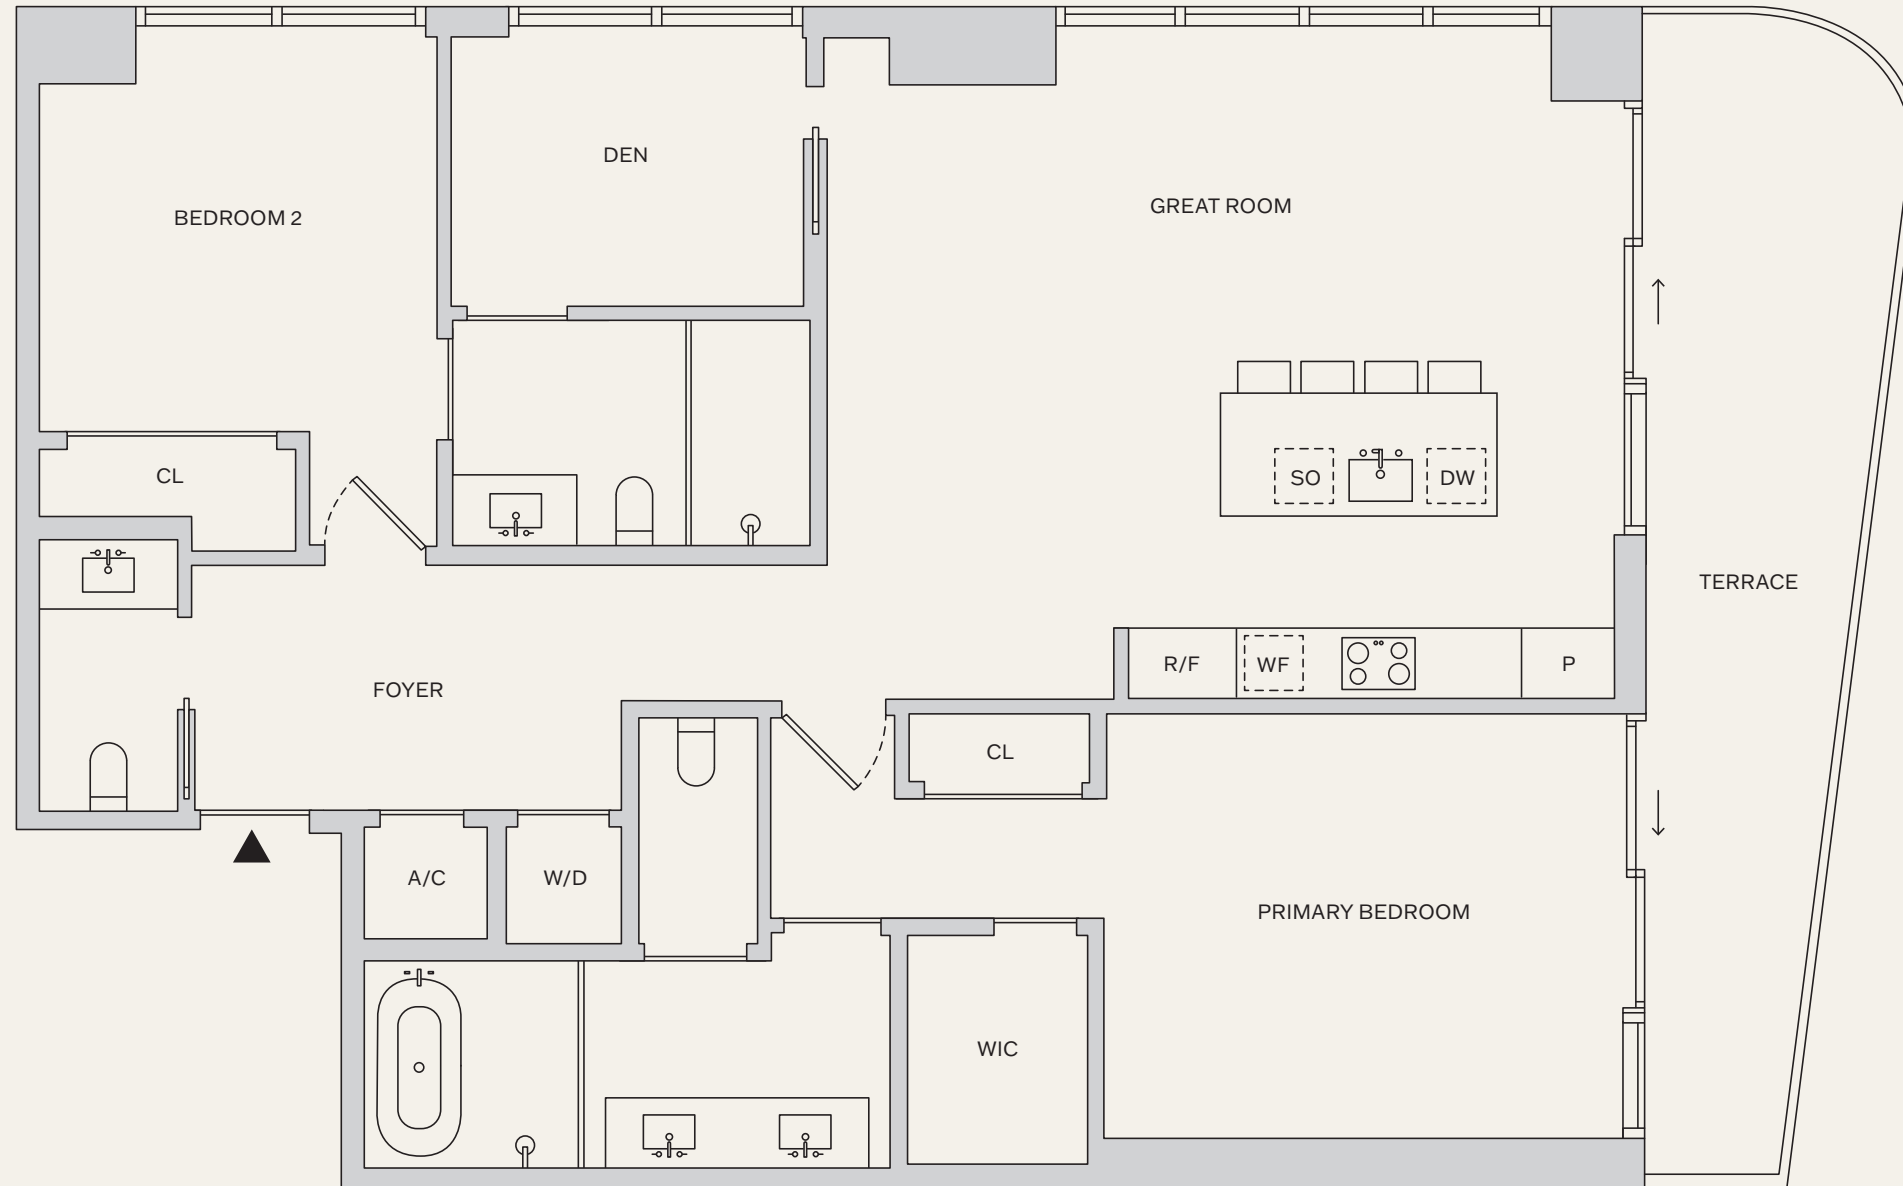 DEN
GREAT ROOM
BEDROOM 2
CL
SO
DW
TERRACE
R/F
WF
P
FOYER
CL
A/C
W/D
PRIMARY BEDROOM
WIC